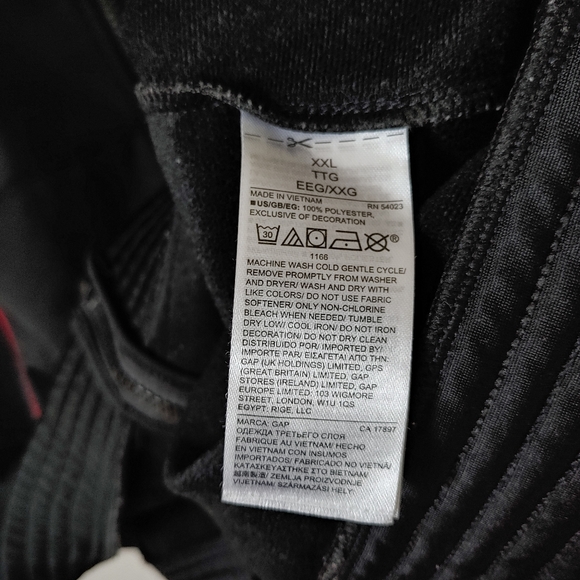 XXL
TTG
EEG/XXG
MADE IN VIETNAM RN 54023
■US/GB/EG: 100% POLYESTER,
EXCLUSIVE OF DECORATION
30 ®
1166
MACHINE WASH COLD GENTLE CYCLE/
REMOVE PROMPTLY FROM WASHER
AND DRYER/ WASH AND DRY WITH
LIKE COLORS/ DO NOT USE FABRIC
SOFTENER/ ONLY NON-CHLORINE
BLEACH WHEN NEEDED/ TUMBLE
DRY LOW/ COOL IRON/ DO NOT IRON
DECORATION/ DO NOT DRY CLEAN
DISTRIBUIDO POR/ IMPORTED BY/
IMPORTE PAR/ ΕΙΣΑΓΕΤΑΙ ΑΠΟ ΤΗΝ:
GAP (UK HOLDINGS) LIMITED, GPS
(GREAT BRITAIN) LIMITED, GAP
STORES (IRELAND) LIMITED, GAP
EUROPE LIMITED: 103 WIGMORE
STREET, LONDON, W1U 1QS
EGYPT: RIGE, LLC
MARCA: GAP CA 17897
ОДЕЖДА ТРЕТЬЕГО СЛОЯ
FABRIQUE AU VIETNAM/ HECHO
EN VIETNAM CON INSUMOS
IMPORTADOS/ FABRICADO NO VIETNÃ/
ΚΑΤΑΣΚΕΥΑΣΤΗΚΕ ΣΤΟ ΒΙΕΤΝΑΜ/
越南製造/ ZEMLJA PROIZVODNJE
VIJETNAM/ SZÁRMAZÁSI HELY: